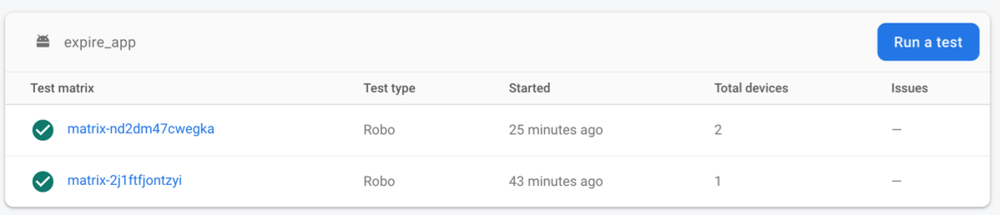 expire_app
Run a test
Test matrix Test type Started Total devices Issues
matrix-nd2dm47cwegka Robo 25 minutes ago 2 —
matrix-2j1ftfjontzyi Robo 43 minutes ago 1 —